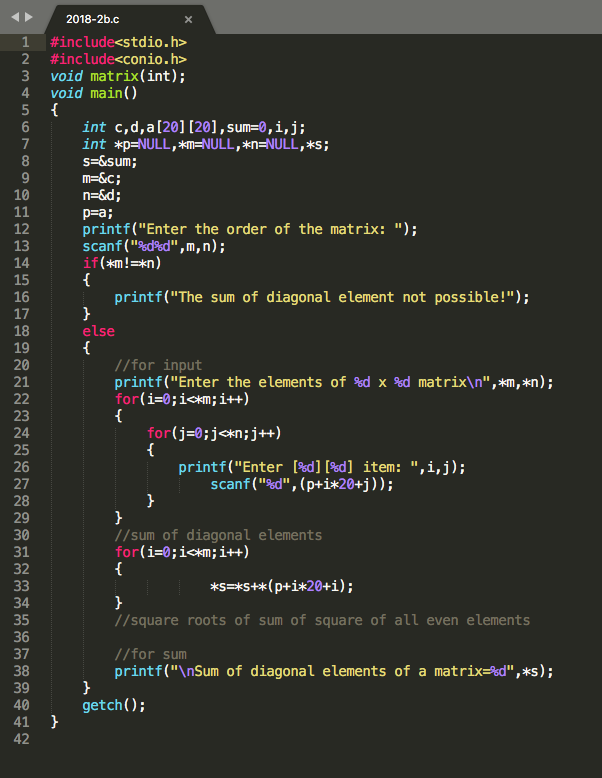 2018-2b.c
1 #include<stdio.h>
2 #include<conio.h>
3 void matrix(int);
4 void main()
5 {
6     int c,d,a[20][20],sum=0,i,j;
7     int *p=NULL,*m=NULL,*n=NULL,*s;
8     s=&sum;
9     m=&c;
10     n=&d;
11     p=a;
12     printf("Enter the order of the matrix: ");
13     scanf("%d%d",m,n);
14     if(*m!=*n)
15     {
16         printf("The sum of diagonal element not possible!");
17     }
18     else
19     {
20         //for input
21         printf("Enter the elements of %d x %d matrix\n",*m,*n);
22         for(i=0;i<*m;i++)
23         {
24             for(j=0;j<*n;j++)
25             {
26                 printf("Enter [%d][%d] item: ",i,j);
27                     scanf("%d",(p+i*20+j));
28             }
29         }
30         //sum of diagonal elements
31         for(i=0;i<*m;i++)
32         {
33                     *s=*s+*(p+i*20+i);
34         }
35         //square roots of sum of square of all even elements
36
37         //for sum
38         printf("\nSum of diagonal elements of a matrix=%d",*s);
39     }
40     getch();
41 }
42